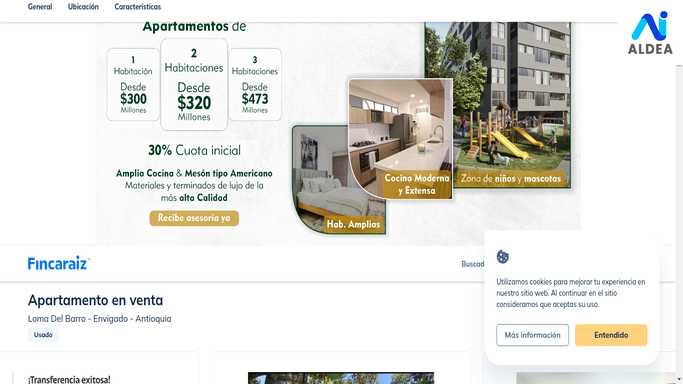 General Ubicación Características
ALDEA
Apartamentos de
1
Habitación
Desde
$300
Millones
2
Habitaciones
Desde
$320
Millones
3
Habitaciones
Desde
$473
Millones
30% Cuota inicial
Amplia Cocina & Mesón tipo Americano
Materiales y terminados de lujo de la
más alta Calidad
Recibe asesoría ya
Hab. Amplias
Cocina Moderna
y Extensa
Zona de niños y mascotas
Fincaraíz
Buscad
Apartamento en venta
Loma Del Barro - Envigado - Antioquia
Usado
¡Transferencia exitosa!
Utilizamos cookies para mejorar tu experiencia en
nuestro sitio web. Al continuar en el sitio
consideramos que aceptas su uso.
Más información
Entendido